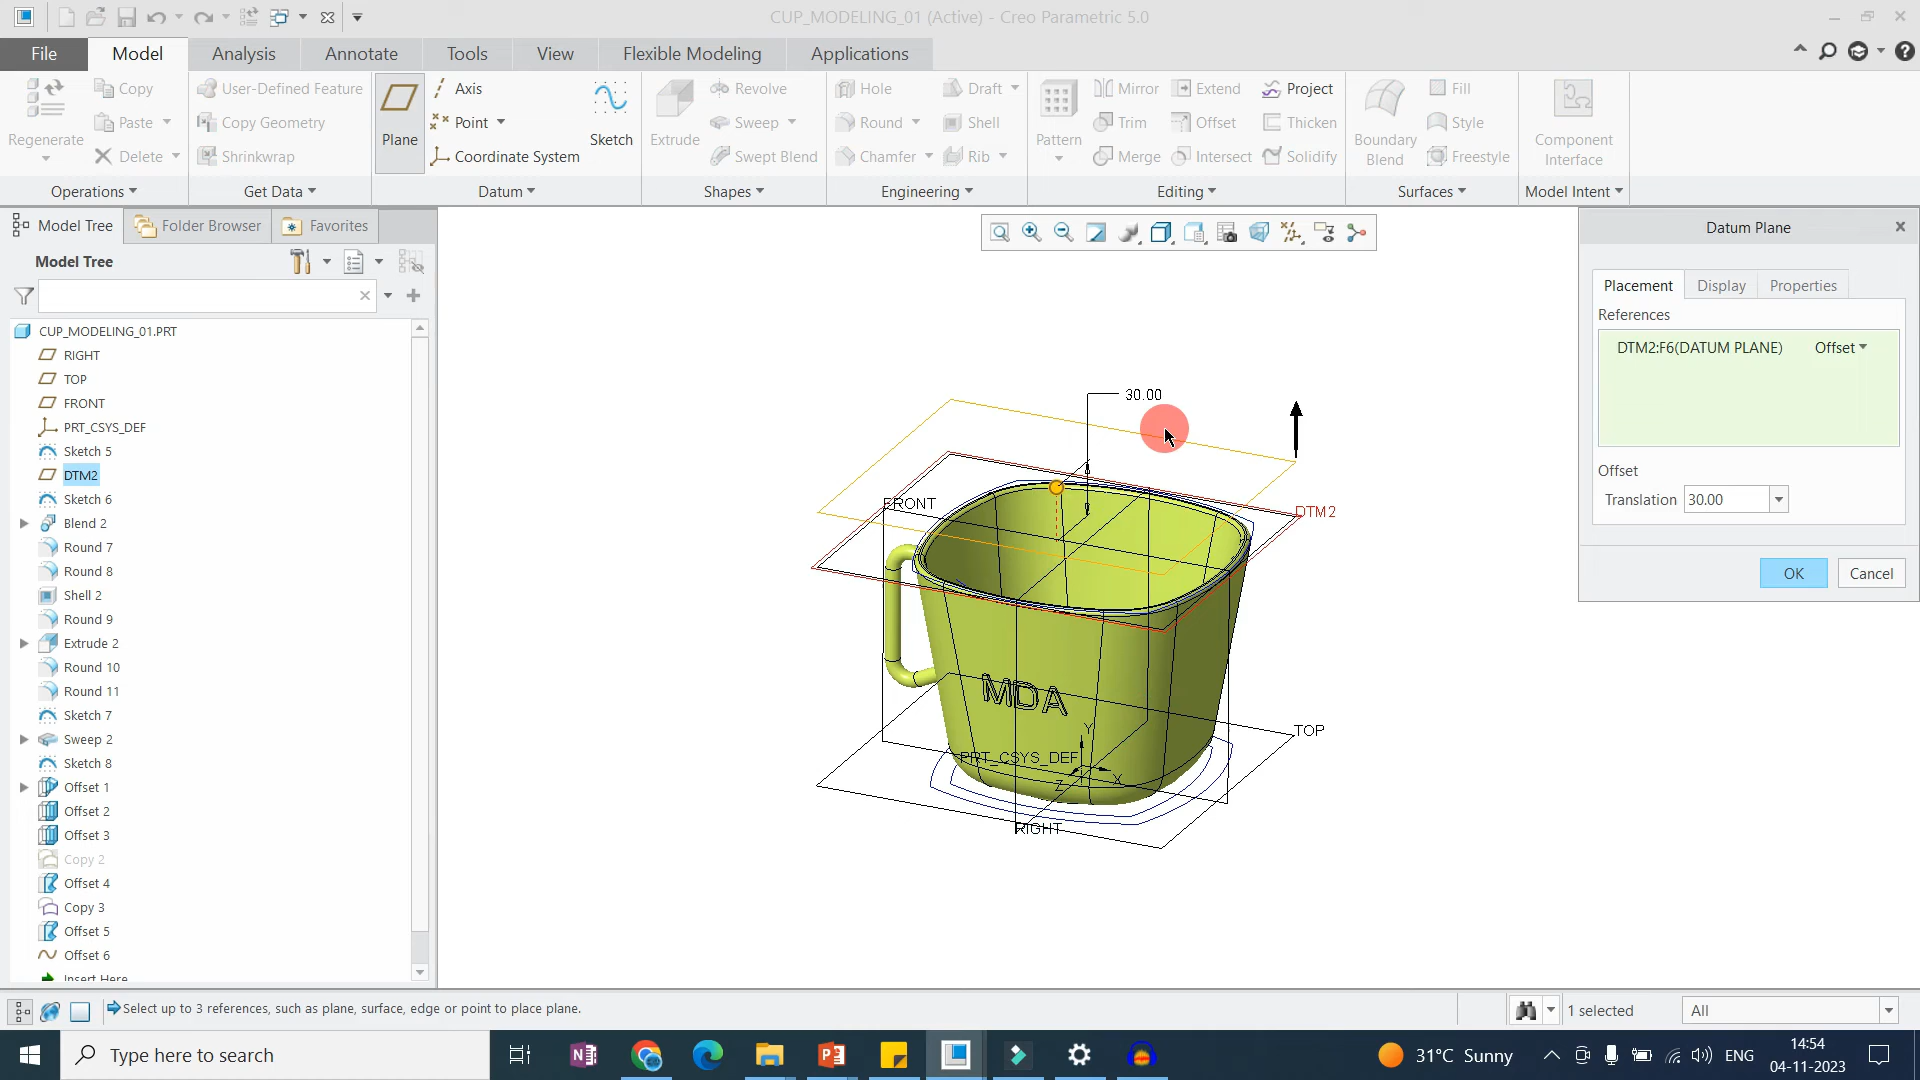 CUP_MODELING_01 (Active) - Creo Parametric 5.0
File Model Analysis Annotate Tools View Flexible Modeling Applications
Regenerate
Copy
Paste
Delete
Operations
User-Defined Feature
Copy Geometry
Shrinkwrap
Get Data
Plane
Axis
Point
Coordinate System
Sketch
Datum
Extrude
Revolve
Sweep
Swept Blend
Shapes
Hole
Round
Chamfer
Draft
Shell
Rib
Engineering
Pattern
Mirror
Trim
Merge
Extend
Offset
Intersect
Project
Thicken
Solidify
Editing
Boundary
Blend
Fill
Style
Freestyle
Surfaces
Component
Interface
Model Intent
Model Tree Folder Browser Favorites
Model Tree
CUP_MODELING_01.PRT
RIGHT
TOP
FRONT
PRT_CSYS_DEF
Sketch 5
DTM2
Sketch 6
Blend 2
Round 7
Round 8
Shell 2
Round 9
Extrude 2
Round 10
Round 11
Sketch 7
Sweep 2
Sketch 8
Offset 1
Offset 2
Offset 3
Copy 2
Offset 4
Copy 3
Offset 5
Offset 6
Insert Here
30.00
FRONT
DTM2
MDA
TOP
PRT_CSYS_DEF
Y
X
Z
RIGHT
Datum Plane
Placement Display Properties
References
DTM2:F6(DATUM PLANE) Offset
Offset
Translation 30.00
OK Cancel
Select up to 3 references, such as plane, surface, edge or point to place plane.
1 selected
All
Type here to search
31°C Sunny
ENG
14:54
04-11-2023